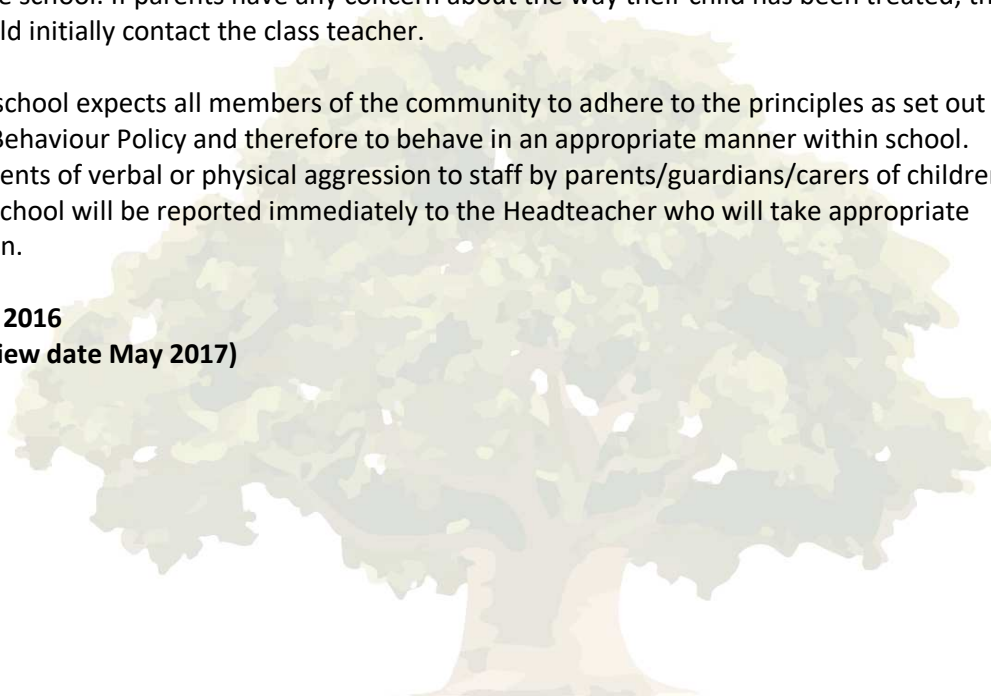 e school. If parents have any concern about the way their child has been treated, th
ld initially contact the class teacher.
school expects all members of the community to adhere to the principles as set out
Behaviour Policy and therefore to behave in an appropriate manner within school.
ents of verbal or physical aggression to staff by parents/guardians/carers of childre
school will be reported immediately to the Headteacher who will take appropriate
n.
2016
iew date May 2017)